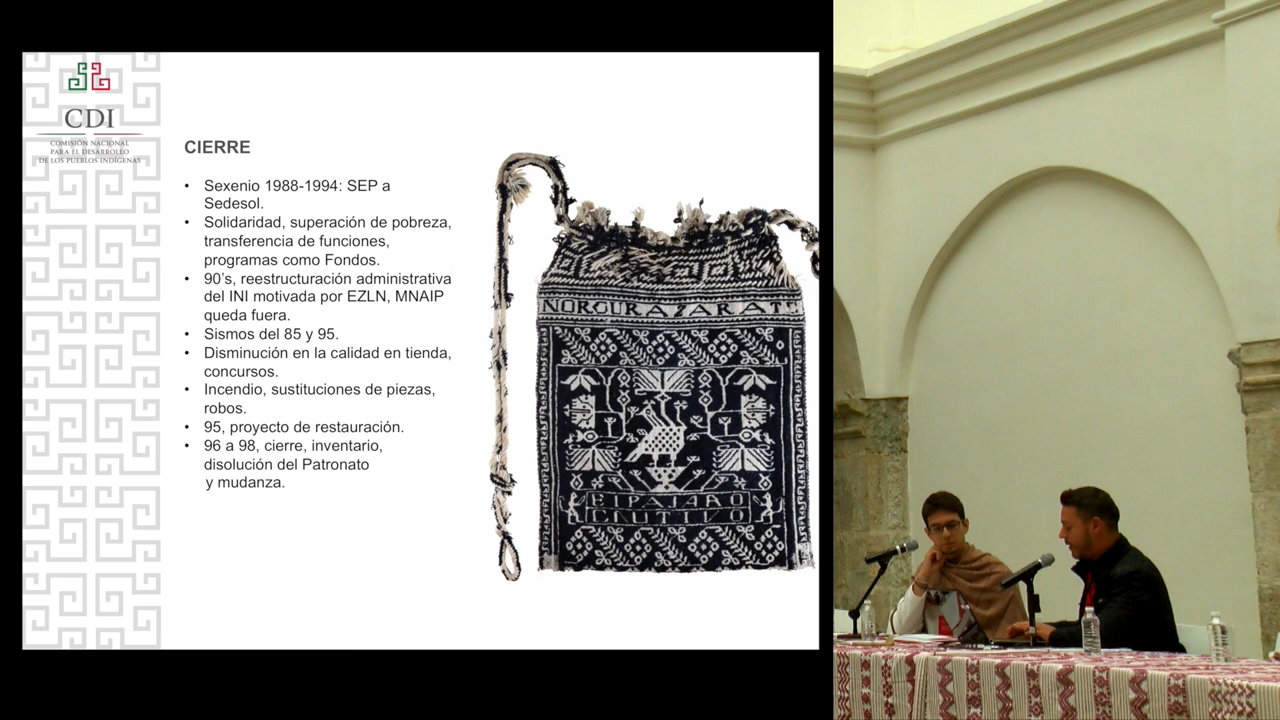 CDI
COMISIÓN NACIONAL
PARA EL DESARROLLO
DE LOS PUEBLOS INDÍGENAS
CIERRE
• Sexenio 1988-1994: SEP a
Sedesol.
• Solidaridad, superación de pobreza,
transferencia de funciones,
programas como Fondos.
• 90’s, reestructuración administrativa
del INI motivada por EZLN, MNAIP
queda fuera.
• Sismos del 85 y 95.
• Disminución en la calidad en tienda,
concursos.
• Incendio, sustituciones de piezas,
robos.
• 95, proyecto de restauración.
• 96 a 98, cierre, inventario,
disolución del Patronato
y mudanza.